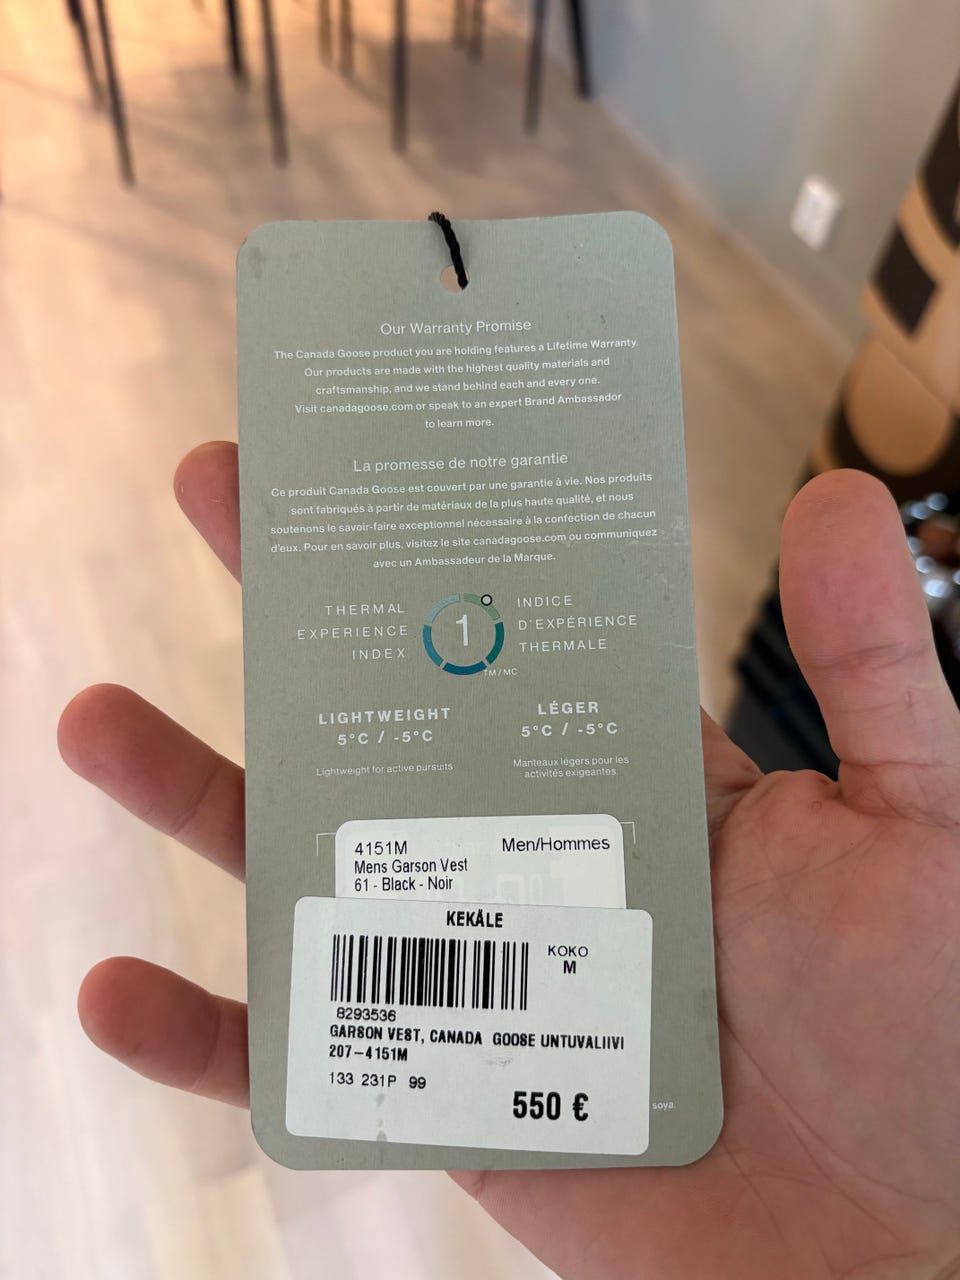 Our Warranty Promise
The Canada Goose product you are holding features a Lifetime Warranty.
Our products are made with the highest quality materials and
craftsmanship, and we stand behind each and every one.
Visit canadagoose.com or speak to an expert Brand Ambassador
to learn more.
La promesse de notre garantie
Ce produit Canada Goose est couvert par une garantie à vie. Nos produits
sont fabriqués à partir de matériaux de la plus haute qualité, et nous
soutenons le savoir-faire exceptionnel nécessaire à la confection de chacun
d'eux. Pour en savoir plus, visitez le site canadagoose.com ou communiquez
avec un Ambassadeur de la Marque.
THERMAL
EXPERIENCE
INDEX
1
TM/MC
INDICE
D'EXPÉRIENCE
THERMALE
LIGHTWEIGHT
5°C / -5°C
Lightweight for active pursuits
LÉGER
5°C / -5°C
Manteaux légers pour les
activités exigeantes
4151M Men/Hommes
Mens Garson Vest
61 - Black - Noir
KEKÄLE
KOKO
M
8293536
GARSON VEST, CANADA GOOSE UNTUVALIIVI
207-4151M
133 231P 99
550 €
soya.